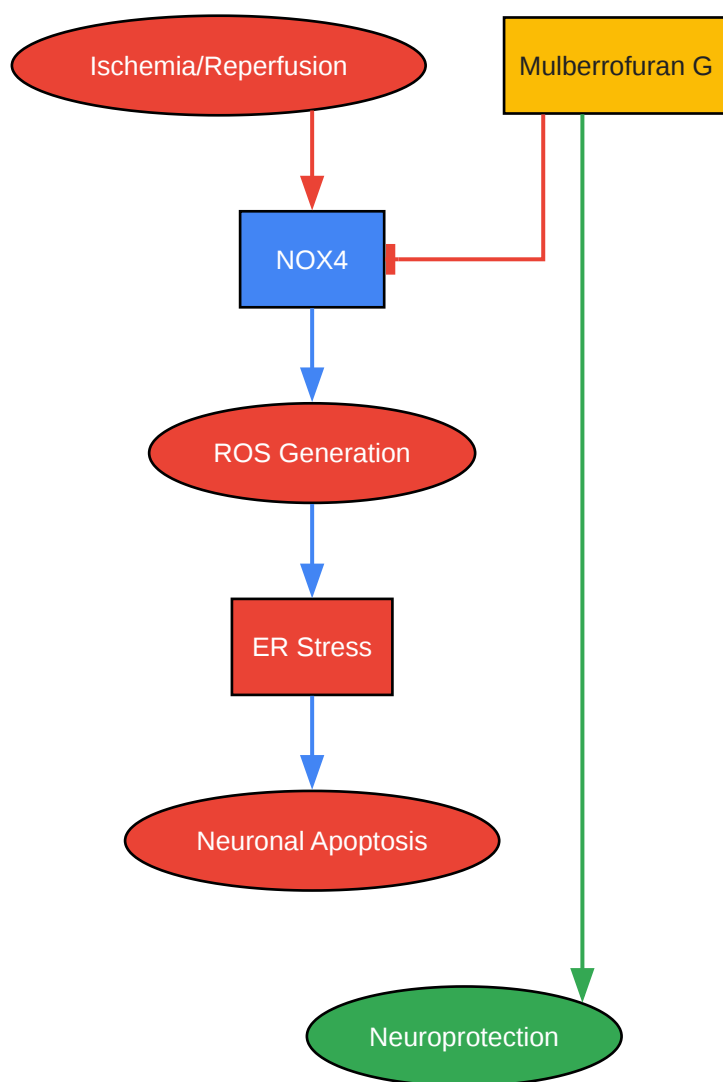 Ischemia/Reperfusion
Mulberrofuran G
NOX4
ROS Generation
ER Stress
Neuronal Apoptosis
Neuroprotection